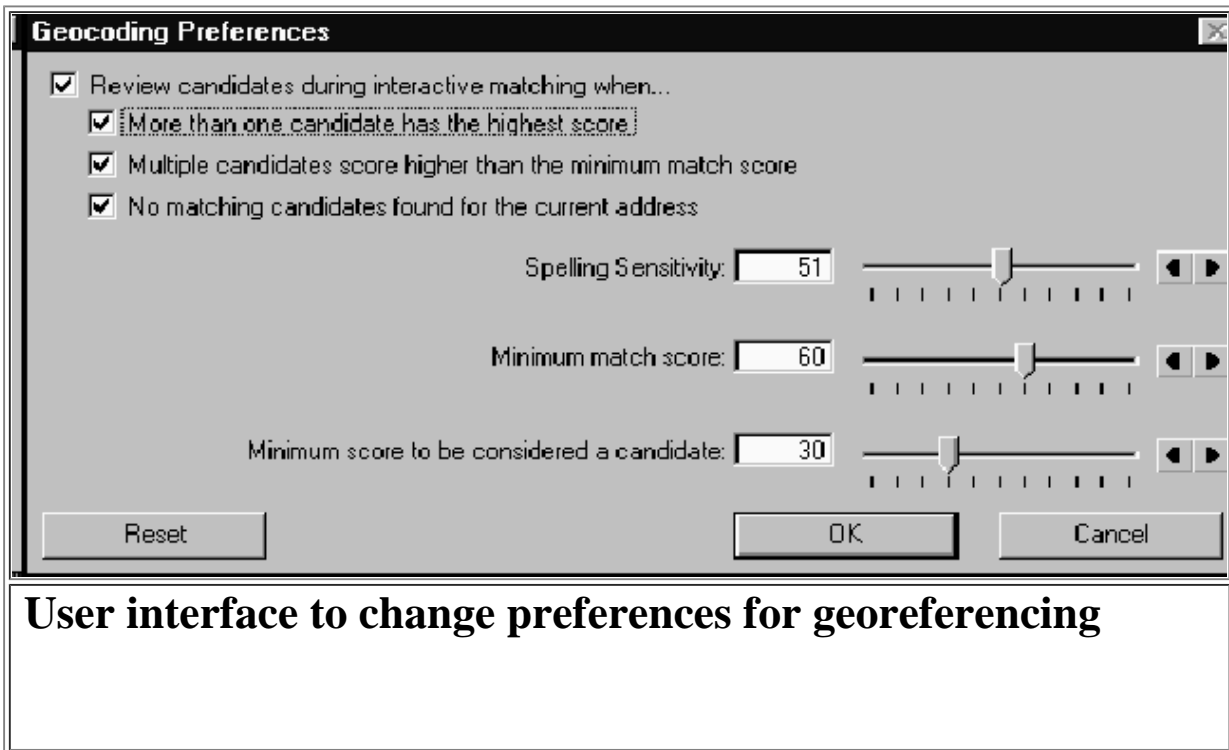 Geocoding Preferences
Review candidates during interactive matching when...
More than one candidate has the highest score
Multiple candidates score higher than the minimum match score
No matching candidates found for the current address
Spelling Sensitivity: 51
Minimum match score: 60
Minimum score to be considered a candidate: 30
Reset OK Cancel
User interface to change preferences for georeferencing